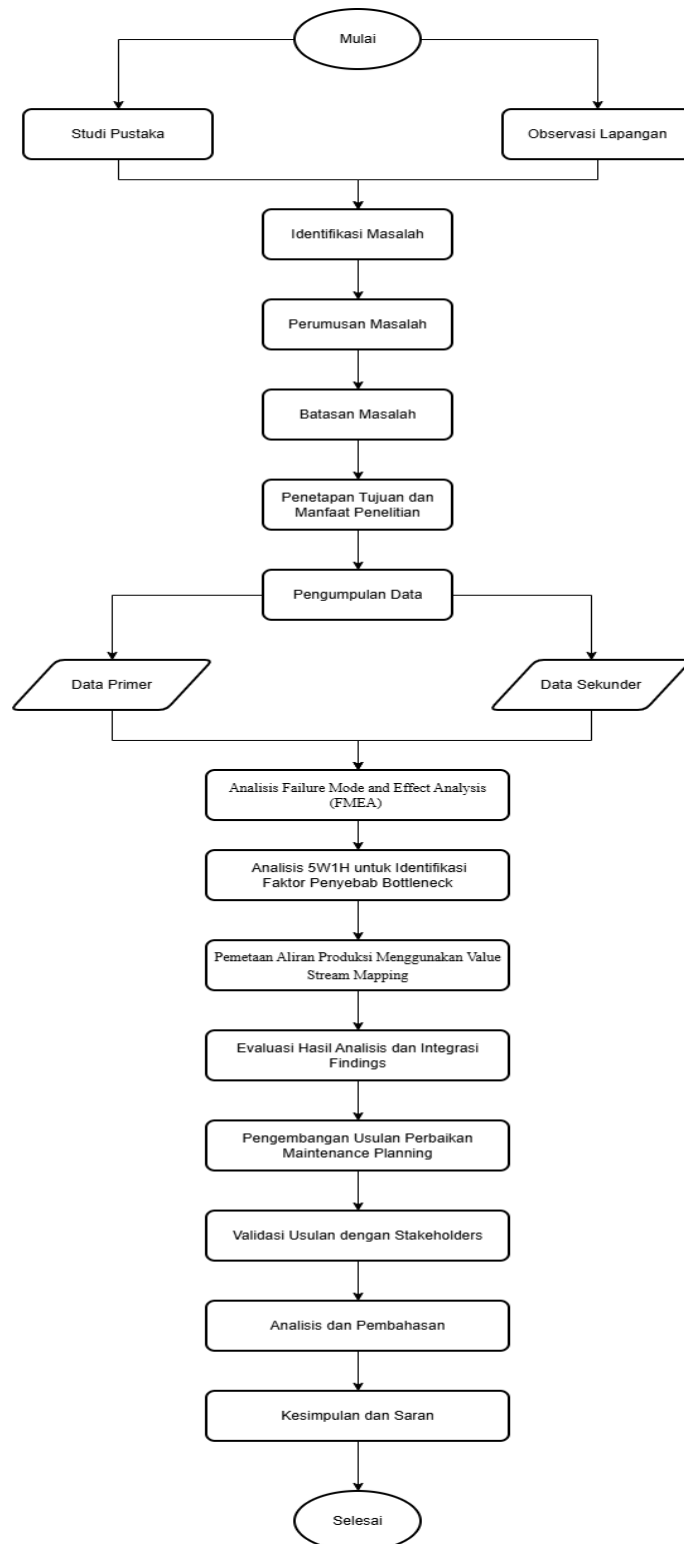 Mulai
Studi Pustaka
Observasi Lapangan
Identifikasi Masalah
Perumusan Masalah
Batasan Masalah
Penetapan Tujuan dan
Manfaat Penelitian
Pengumpulan Data
Data Primer
Data Sekunder
Analisis Failure Mode and Effect Analysis
(FMEA)
Analisis 5W1H untuk Identifikasi
Faktor Penyebab Bottleneck
Pemetaan Aliran Produksi Menggunakan Value
Stream Mapping
Evaluasi Hasil Analisis dan Integrasi
Findings
Pengembangan Usulan Perbaikan
Maintenance Planning
Validasi Usulan dengan Stakeholders
Analisis dan Pembahasan
Kesimpulan dan Saran
Selesai